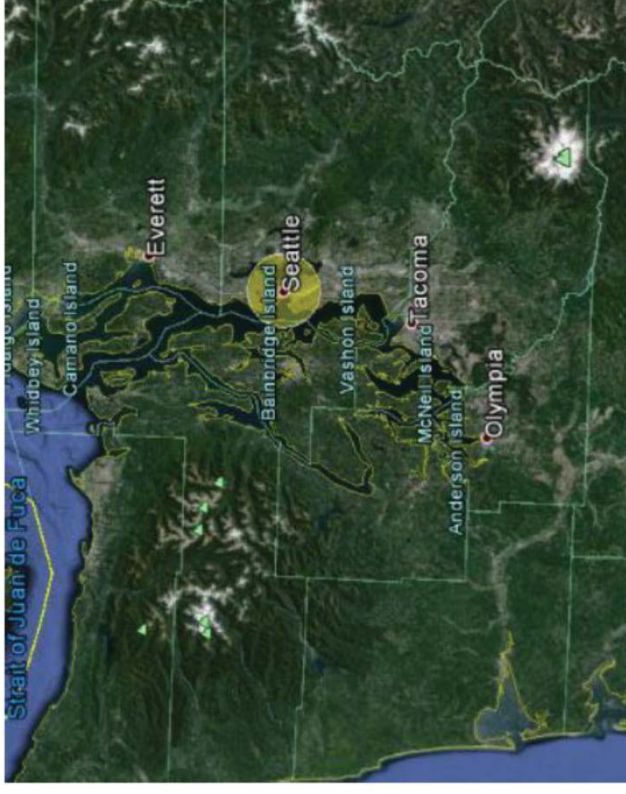 Strait of Juan de Fuca
Whidbey Island
Camano Island
Everett
Bainbridge Island
Seattle
Vashon Island
Tacoma
McNeil Island
Anderson Island
Olympia